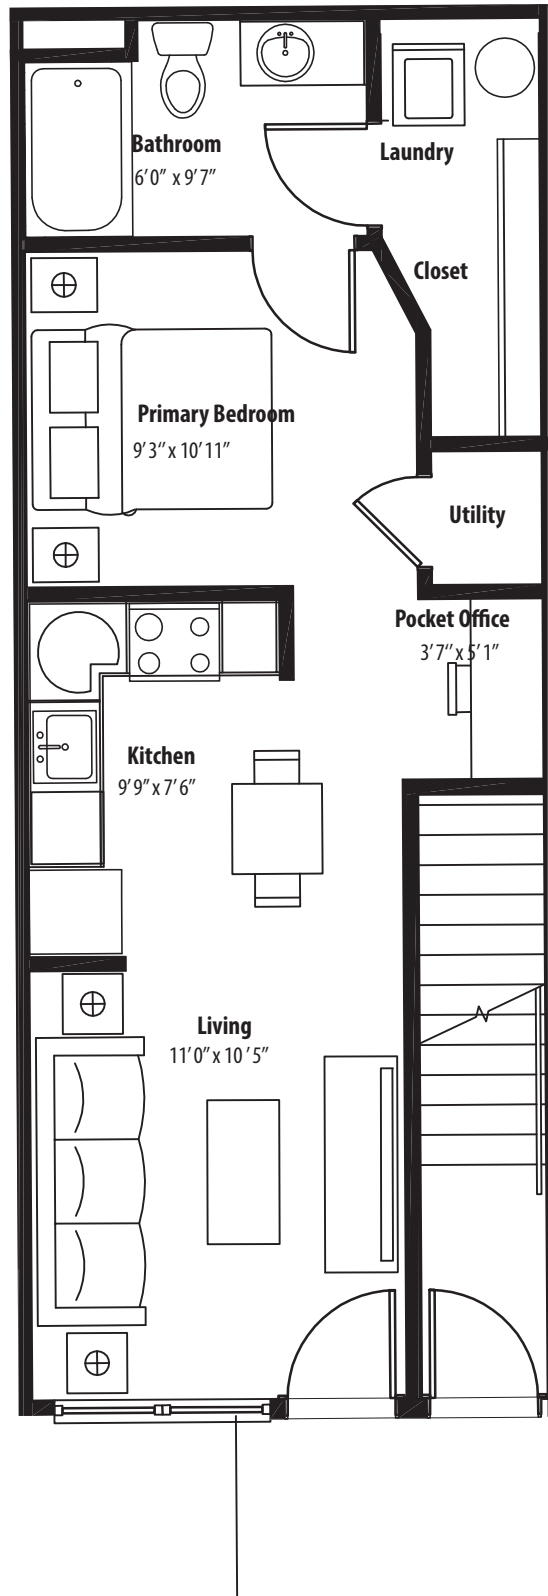 Bathroom
6'0" x 9'7"
Laundry
Closet
Primary Bedroom
9'3" x 10'11"
Utility
Pocket Office
3'7" x 5'1"
Kitchen
9'9" x 7'6"
Living
11'0" x 10'5"